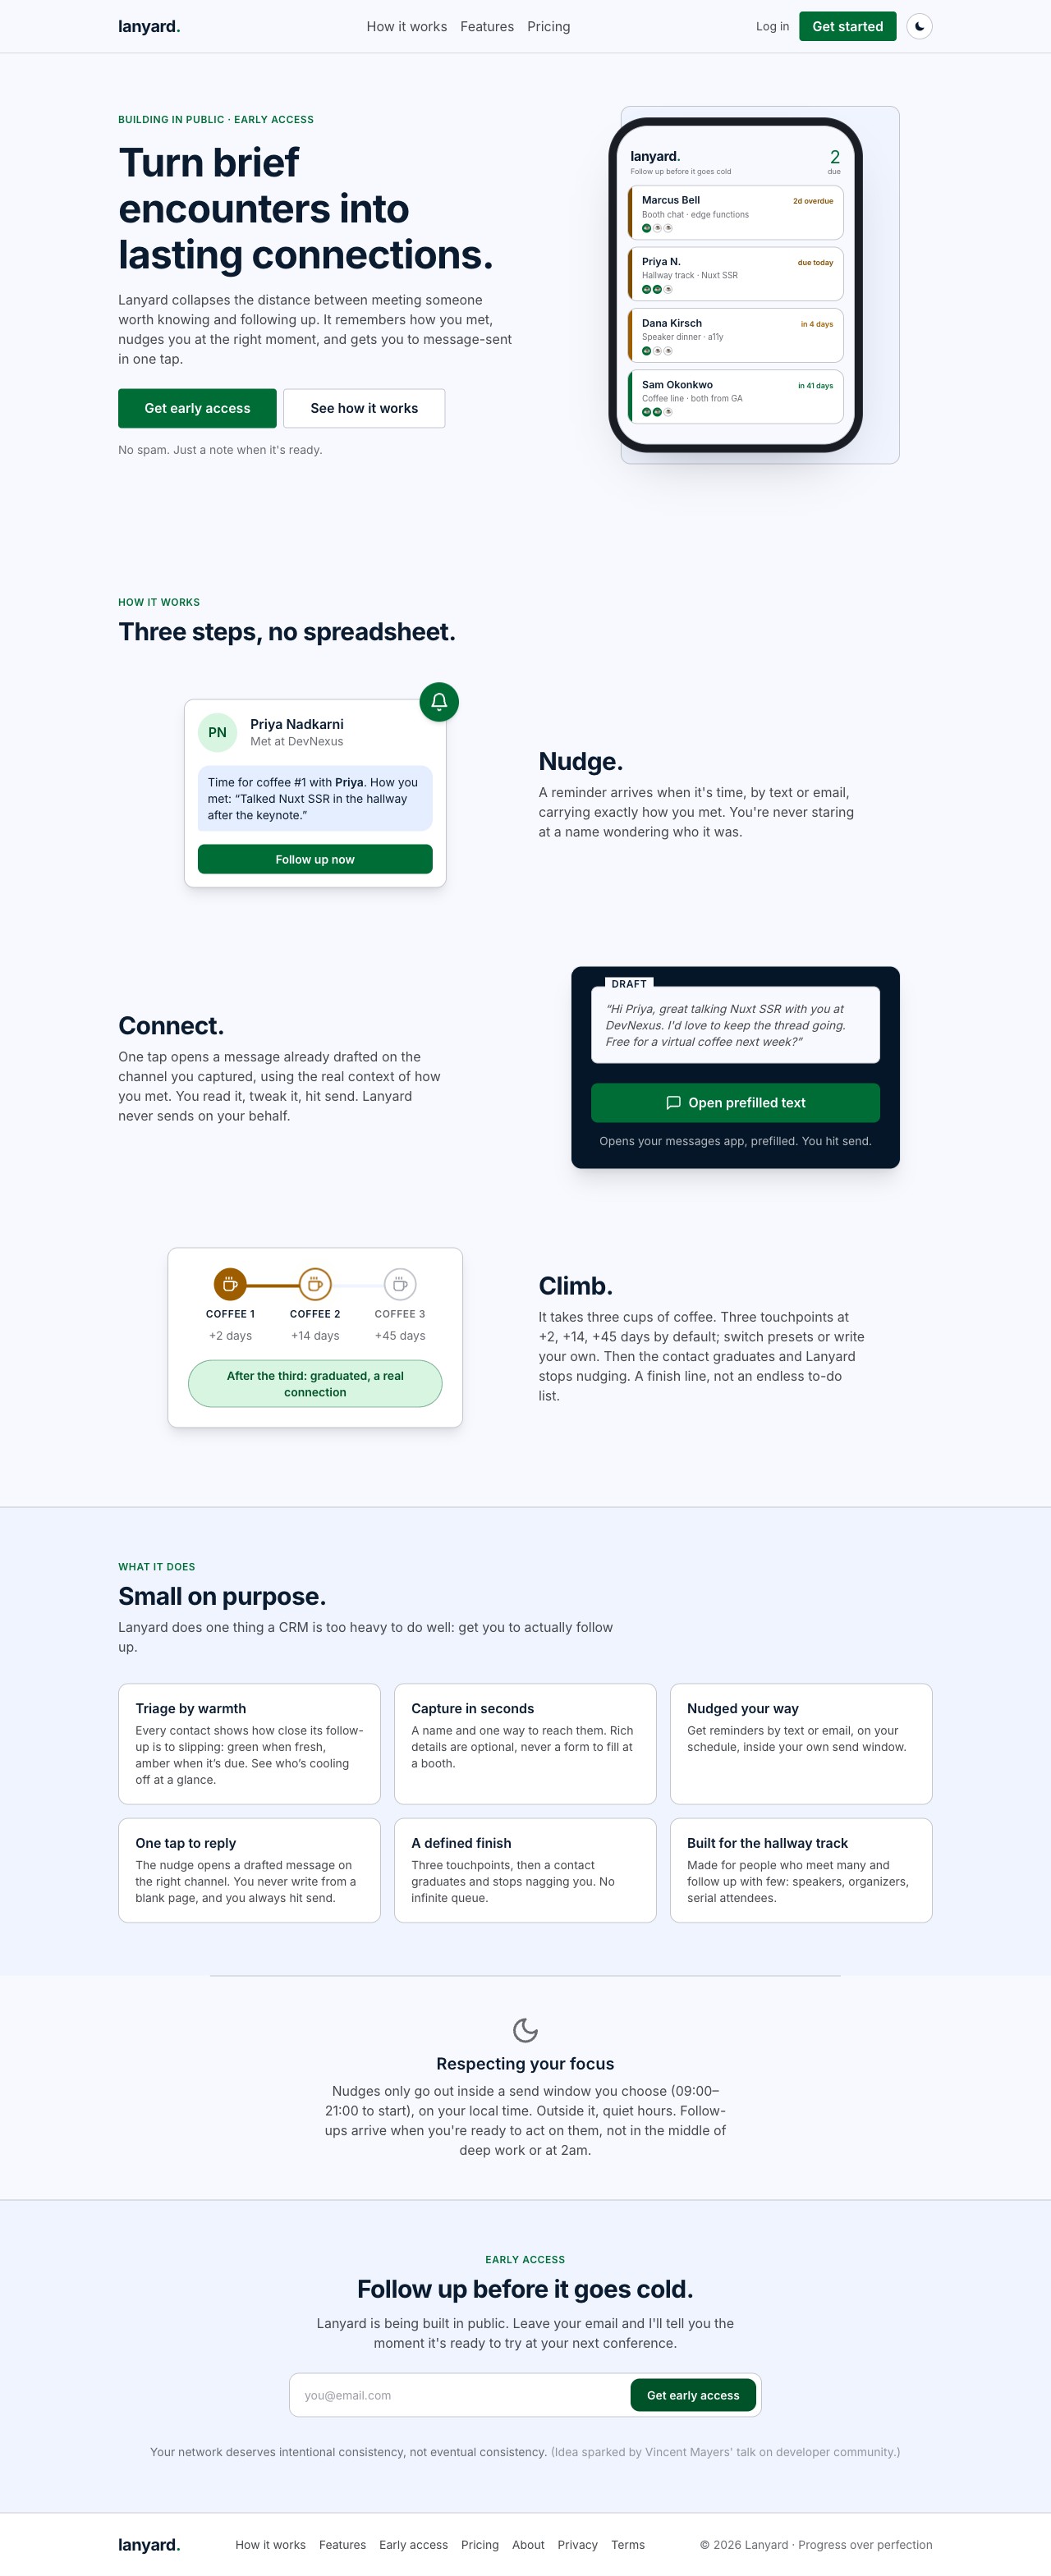 lanyard.
How it works Features Pricing
Log in
Get started
BUILDING IN PUBLIC · EARLY ACCESS
Turn brief
encounters into
lasting connections.
Lanyard collapses the distance between meeting someone
worth knowing and following up. It remembers how you met,
nudges you at the right moment, and gets you to message-sent
in one tap.
Get early access
See how it works
No spam. Just a note when it's ready.
lanyard.
Follow up before it goes cold
2
due
Marcus Bell
2d overdue
Booth chat · edge functions
Priya N.
due today
Hallway track · Nuxt SSR
Dana Kirsch
in 4 days
Speaker dinner · a11y
Sam Okonkwo
in 41 days
Coffee line · both from GA
HOW IT WORKS
Three steps, no spreadsheet.
PN
Priya Nadkarni
Met at DevNexus
Time for coffee #1 with Priya. How you
met: “Talked Nuxt SSR in the hallway
after the keynote.”
Follow up now
Nudge.
A reminder arrives when it's time, by text or email,
carrying exactly how you met. You're never staring
at a name wondering who it was.
Connect.
One tap opens a message already drafted on the
channel you captured, using the real context of how
you met. You read it, tweak it, hit send. Lanyard
never sends on your behalf.
DRAFT
“Hi Priya, great talking Nuxt SSR with you at
DevNexus. I'd love to keep the thread going.
Free for a virtual coffee next week?”
Open prefilled text
Opens your messages app, prefilled. You hit send.
COFFEE 1 COFFEE 2 COFFEE 3
+2 days +14 days +45 days
After the third: graduated, a real
connection
Climb.
It takes three cups of coffee. Three touchpoints at
+2, +14, +45 days by default; switch presets or write
your own. Then the contact graduates and Lanyard
stops nudging. A finish line, not an endless to-do
list.
WHAT IT DOES
Small on purpose.
Lanyard does one thing a CRM is too heavy to do well: get you to actually follow
up.
Triage by warmth
Every contact shows how close its follow-
up is to slipping: green when fresh,
amber when it’s due. See who’s cooling
off at a glance.
Capture in seconds
A name and one way to reach them. Rich
details are optional, never a form to fill at
a booth.
Nudged your way
Get reminders by text or email, on your
schedule, inside your own send window.
One tap to reply
The nudge opens a drafted message on
the right channel. You never write from a
blank page, and you always hit send.
A defined finish
Three touchpoints, then a contact
graduates and stops nagging you. No
infinite queue.
Built for the hallway track
Made for people who meet many and
follow up with few: speakers, organizers,
serial attendees.
Respecting your focus
Nudges only go out inside a send window you choose (09:00–
21:00 to start), on your local time. Outside it, quiet hours. Follow-
ups arrive when you're ready to act on them, not in the middle of
deep work or at 2am.
EARLY ACCESS
Follow up before it goes cold.
Lanyard is being built in public. Leave your email and I'll tell you the
moment it's ready to try at your next conference.
you@email.com
Get early access
Your network deserves intentional consistency, not eventual consistency. (Idea sparked by Vincent Mayers' talk on developer community.)
lanyard.
How it works Features Early access Pricing About Privacy Terms
© 2026 Lanyard · Progress over perfection